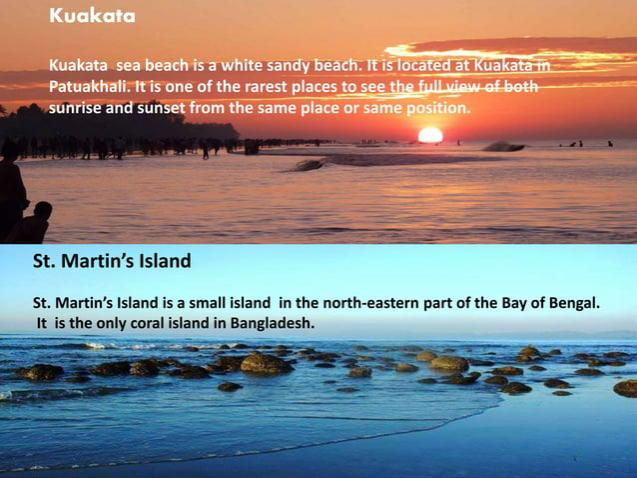 Kuakata
Kuakata  sea beach is a white sandy beach. It is located at Kuakata in
Patuakhali. It is one of the rarest places to see the full view of both
sunrise and sunset from the same place or same position.
St. Martin’s Island
St. Martin’s Island is a small island  in the north-eastern part of the Bay of Bengal.
It  is the only coral island in Bangladesh.